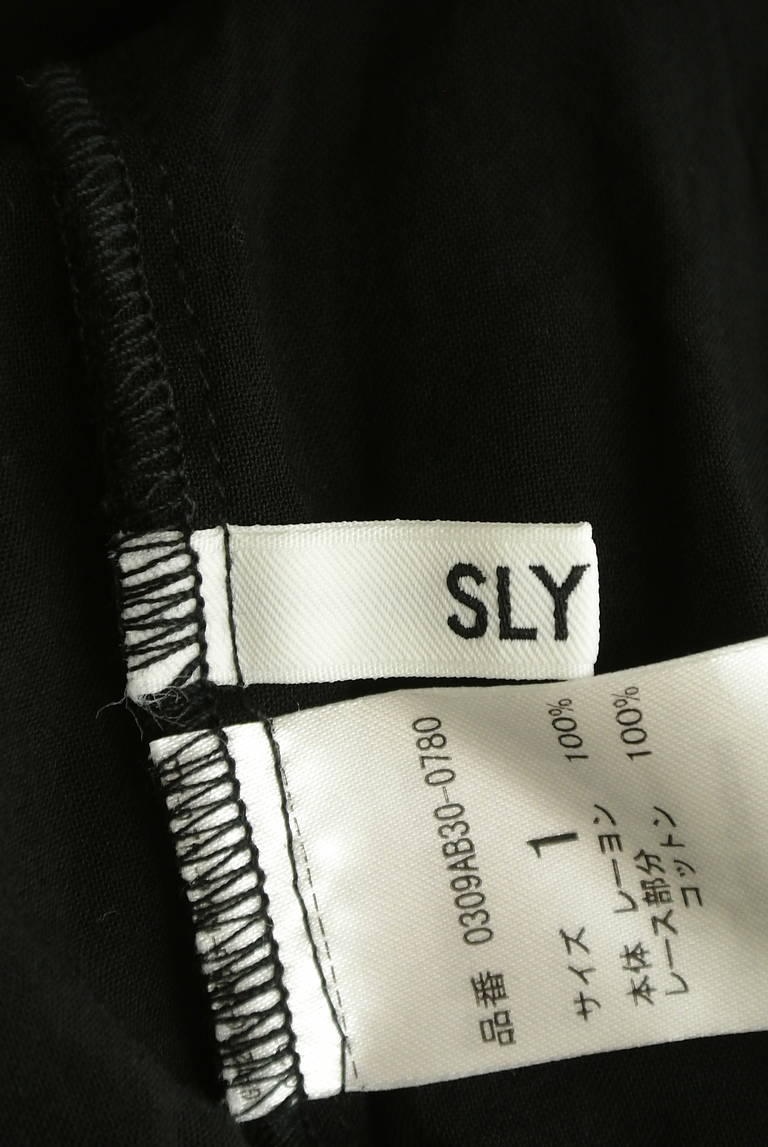 SLY
品番 0309AB30-0780
サイズ 1
本体 レーヨン 100%
レース部分
コットン 100%